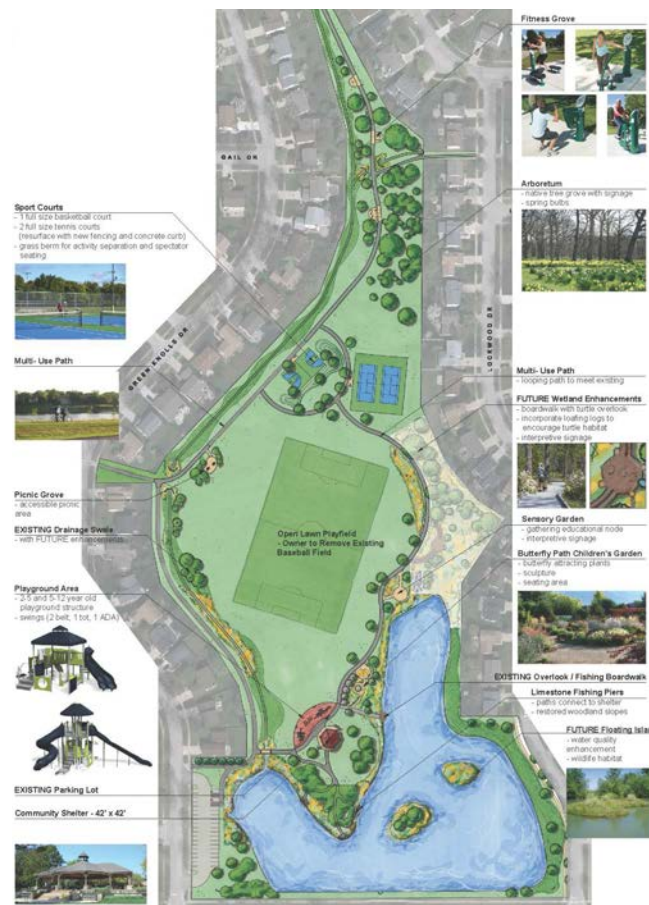 Fitness Grove
GAIL DR
Sport Courts
- 1 full size basketball court
- 2 full size tennis courts
(resurface with new fencing and concrete curb)
- grass berm for activity separation and spectator
seating
Arboretum
- native tree grove with signage
- spring bulbs
GREEN KNOLLS DR
LOCKWOOD DR
Multi-Use Path
Multi- Use Path
- looping path to meet existing
FUTURE Wetland Enhancements
- boardwalk with turtle overlook
- incorporate loafing logs to
encourage turtle habitat
- interpretive signage
Picnic Grove
- accessible picnic
area
EXISTING Drainage Swale
- with FUTURE enhancements
Open Lawn Playfield
- Owner to Remove Existing
Baseball Field
Sensory Garden
- gathering educational node
- interpretive signage
Butterfly Path Children's Garden
- butterfly attracting plants
- sculpture
- seating area
Playground Area
- 2-5 and 5-12 year old
playground structure
- swings (2 belt, 1 tot, 1 ADA)
EXISTING Overlook / Fishing Boardwalk
Limestone Fishing Piers
- paths connect to shelter
- restored woodland slopes
FUTURE Floating Islan
- water quality
enhancement
- wildlife habitat
EXISTING Parking Lot
Community Shelter - 42' x 42'